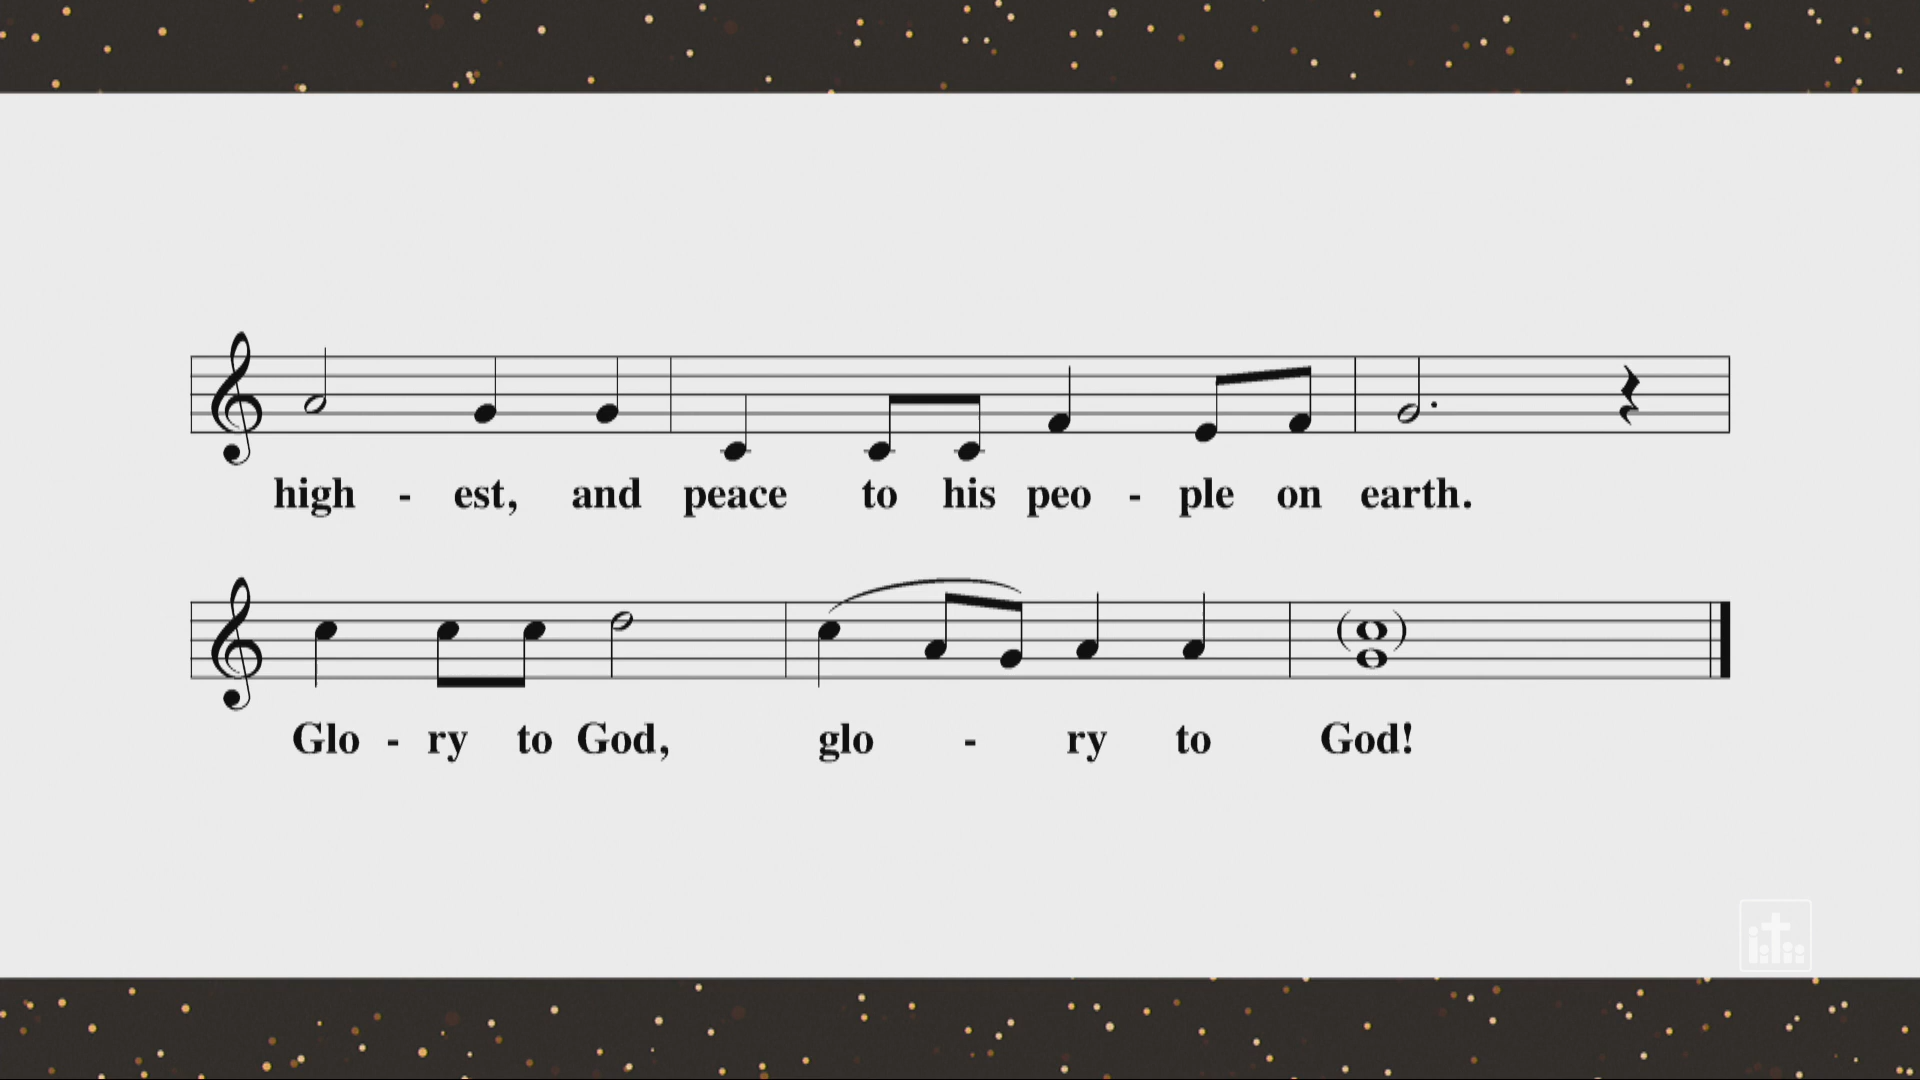 high - est, and peace to his peo - ple on earth.
Glo - ry to God, glo - ry to God!